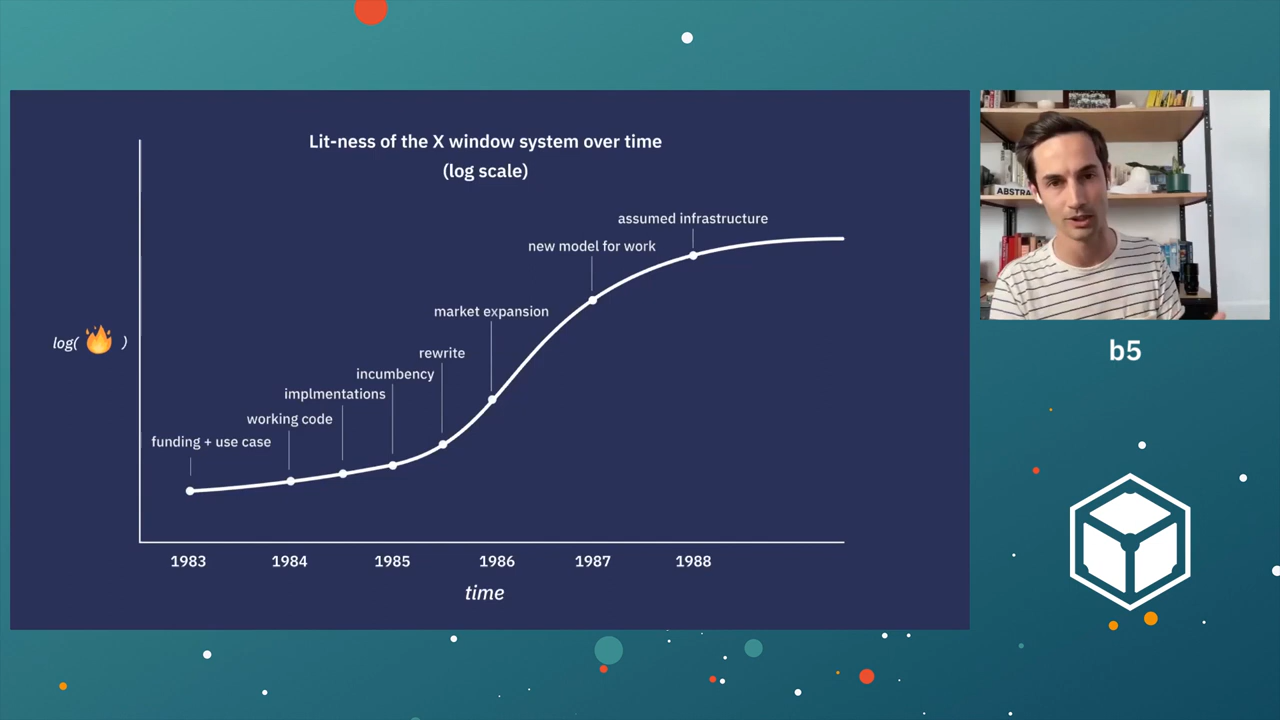 Lit-ness of the X window system over time
(log scale)
assumed infrastructure
new model for work
market expansion
rewrite
incumbency
implmentations
working code
funding + use case
log( 🔥 )
1983 1984 1985 1986 1987 1988
time
ABSTRA
b5